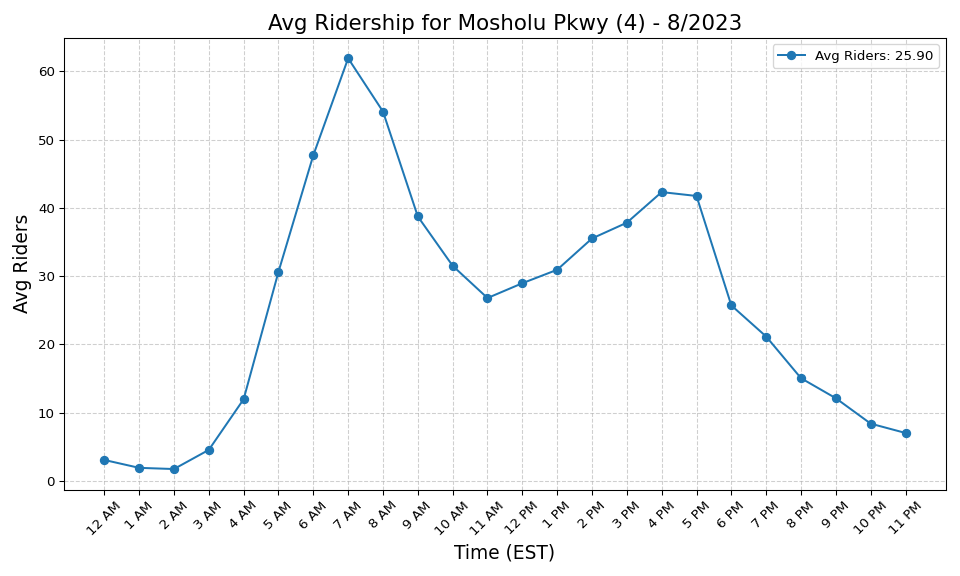 Avg Ridership for Mosholu Pkwy (4) - 8/2023
Avg Riders: 25.90
Avg Riders
60
50
40
30
20
10
0
12 AM
1 AM
2 AM
3 AM
4 AM
5 AM
6 AM
7 AM
8 AM
9 AM
10 AM
11 AM
12 PM
1 PM
2 PM
3 PM
4 PM
5 PM
6 PM
7 PM
8 PM
9 PM
10 PM
11 PM
Time (EST)